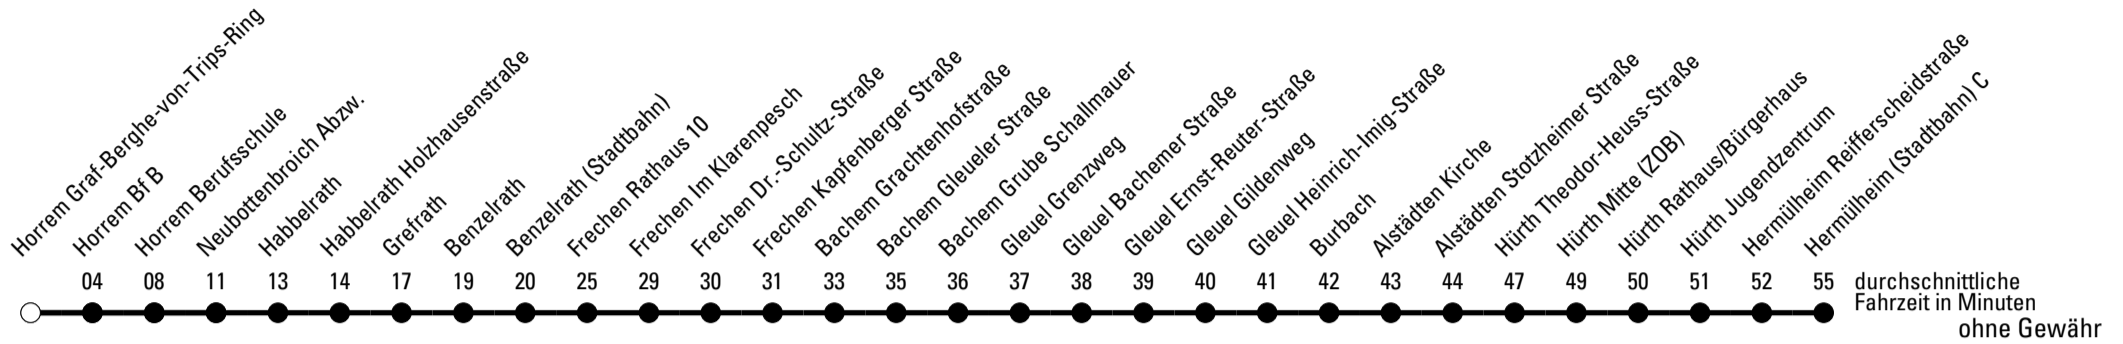 Horrem Graf-Berghe-von-Trips-Ring
Horrem Bf B
Horrem Berufsschule
Neubottenbroich Abzw.
Habbelrath
Habbelrath Holzhausenstraße
Grefrath
Benzelrath
Benzelrath (Stadtbahn)
Frechen Rathaus 10
Frechen Im Klarenpesch
Frechen Dr.-Schultz-Straße
Frechen Kapfenberger Straße
Bachem Grachtenhofstraße
Bachem Gleueler Straße
Bachem Grube Schallmauer
Gleuel Grenzweg
Gleuel Bachemer Straße
Gleuel Ernst-Reuter-Straße
Gleuel Gildenweg
Gleuel Heinrich-Imig-Straße
Burbach
Alstädten Kirche
Alstädten Stotzheimer Straße
Hürth Theodor-Heuss-Straße
Hürth Mitte (ZOB)
Hürth Rathaus/Bürgerhaus
Hürth Jugendzentrum
Hermülheim Reifferscheidstraße
Hermülheim (Stadtbahn) C
04 08 11 13 14 17 19 20 25 29 30 31 33 35 36 37 38 39 40 41 42 43 44 47 49 50 51 52 55 durchschnittliche
Fahrzeit in Minuten
ohne Gewähr